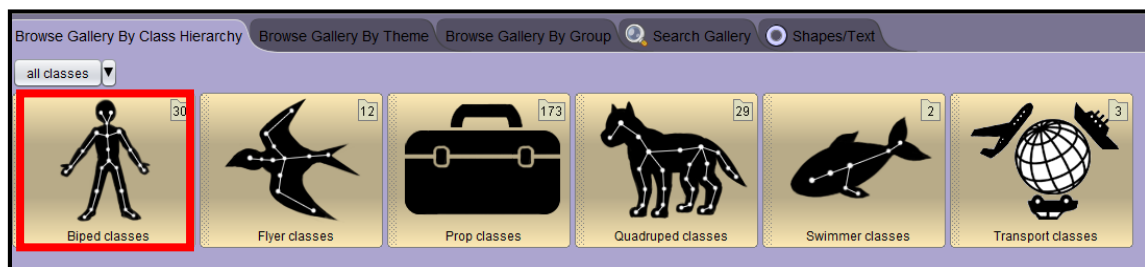 Browse Gallery By Class Hierarchy Browse Gallery By Theme Browse Gallery By Group Search Gallery Shapes/Text
all classes
30 12 173 29 2 3
Biped classes Flyer classes Prop classes Quadruped classes Swimmer classes Transport classes